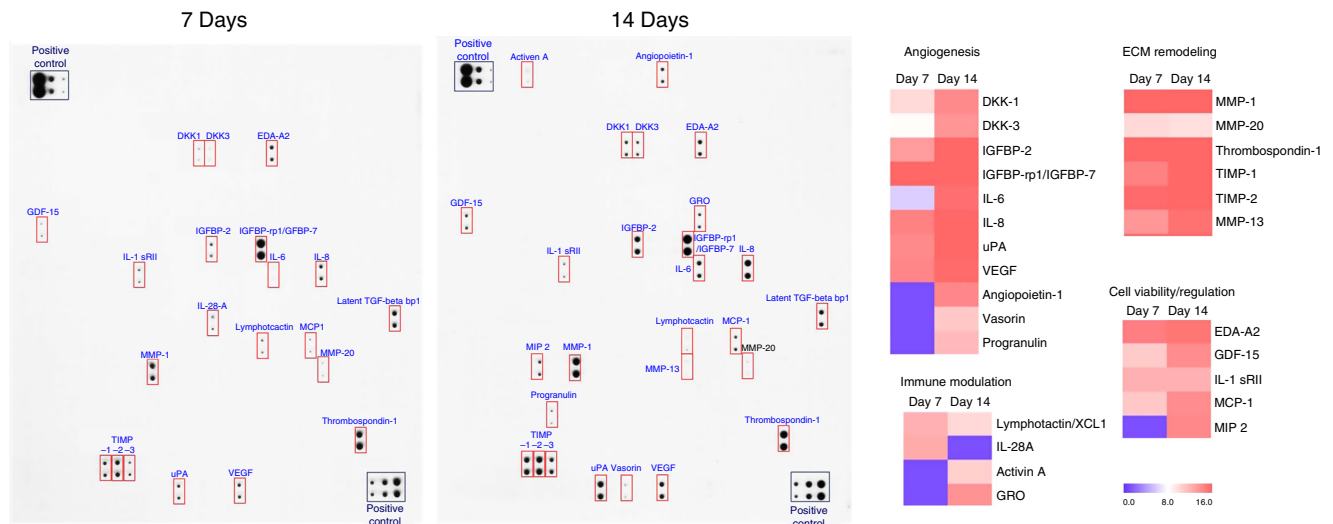 7 Days
Positive
control
DKK1 DKK3
EDA-A2
GDF-15
IGFBP-2
IGFBP-rp1/GFBP-7
IL-1 sRII
IL-6
IL-8
IL-28-A
Latent TGF-beta bp1
Lymphotcactin
MCP1
MMP-1
MMP-20
Thrombospondin-1
TIMP
–1 –2 –3
uPA
VEGF
Positive
control
14 Days
Positive
control
Activen A
Angiopoietin-1
DKK1 DKK3
EDA-A2
GDF-15
GRO
IGFBP-2
IGFBP-rp1
/IGFBP-7
IL-8
IL-1 sRII
IL-6
Latent TGF-beta bp1
Lymphotcactin
MCP-1
MIP 2
MMP-1
MMP-20
MMP-13
Progranulin
Thrombospondin-1
TIMP
–1 –2 –3
uPA Vasorin
VEGF
Positive
control
Angiogenesis
Day 7 Day 14
DKK-1
DKK-3
IGFBP-2
IGFBP-rp1/IGFBP-7
IL-6
IL-8
uPA
VEGF
Angiopoietin-1
Vasorin
Progranulin
Immune modulation
Day 7 Day 14
Lymphotactin/XCL1
IL-28A
Activin A
GRO
ECM remodeling
Day 7 Day 14
MMP-1
MMP-20
Thrombospondin-1
TIMP-1
TIMP-2
MMP-13
Cell viability/regulation
Day 7 Day 14
EDA-A2
GDF-15
IL-1 sRII
MCP-1
MIP 2
0.0 8.0 16.0